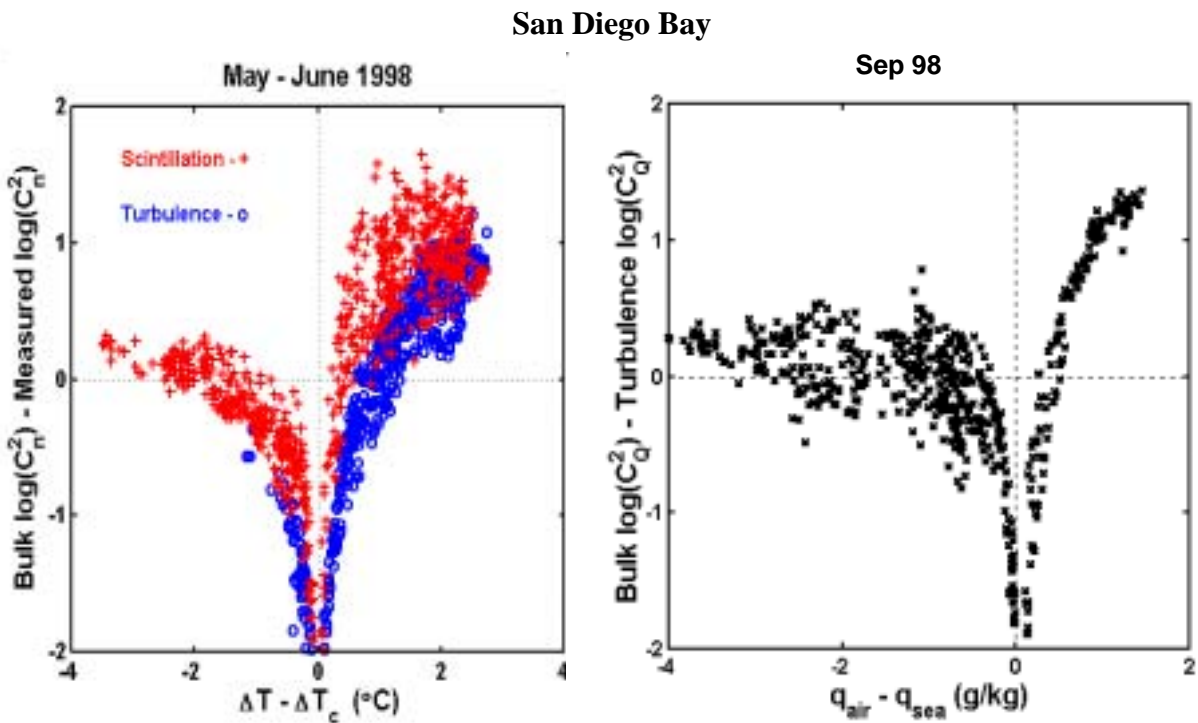 San Diego Bay
May - June 1998
Bulk log(C²n) - Measured log(C²n)
2
1
0
-1
-2
Scintillation - +
Turbulence - o
-4
-2
0
2
4
ΔT - ΔTc (°C)
Sep 98
Bulk log(C²Q) - Turbulence log(C²Q)
2
1
0
-1
-2
-4
-2
0
2
qair - qsea (g/kg)